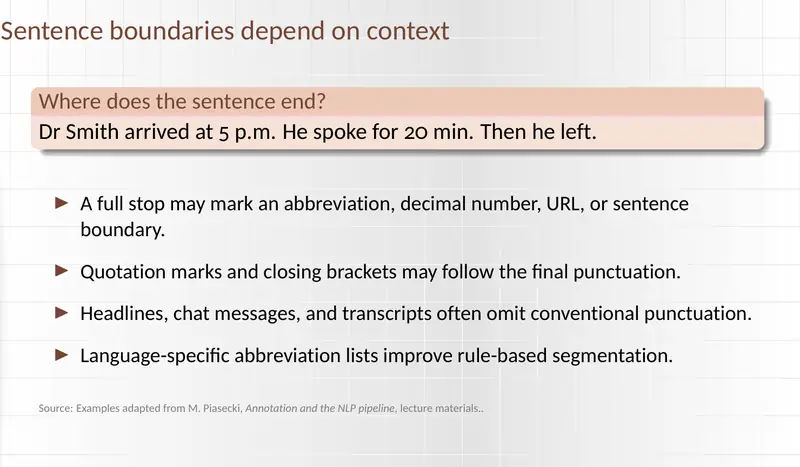 Sentence boundaries depend on context
Where does the sentence end?
Dr Smith arrived at 5 p.m. He spoke for 20 min. Then he left.
▶ A full stop may mark an abbreviation, decimal number, URL, or sentence
boundary.
▶ Quotation marks and closing brackets may follow the final punctuation.
▶ Headlines, chat messages, and transcripts often omit conventional punctuation.
▶ Language-specific abbreviation lists improve rule-based segmentation.
Source: Examples adapted from M. Piasecki, Annotation and the NLP pipeline, lecture materials..